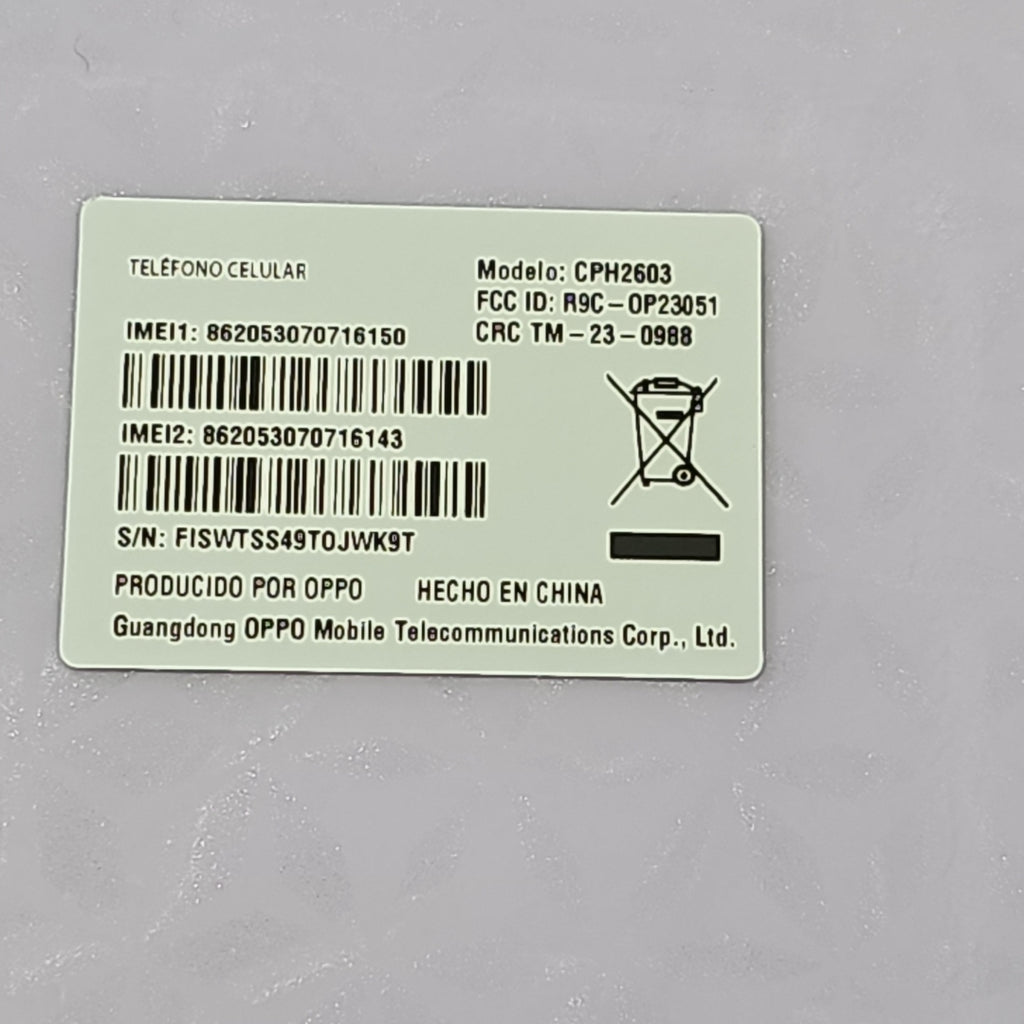 TELÉFONO CELULAR
Modelo: CPH2603
FCC ID: R9C-OP23051
CRC TM-23-0988
IMEI1: 862053070716150
IMEI2: 862053070716143
S/N: FISWTSS49TOJWK9T
PRODUCIDO POR OPPO HECHO EN CHINA
Guangdong OPPO Mobile Telecommunications Corp., Ltd.